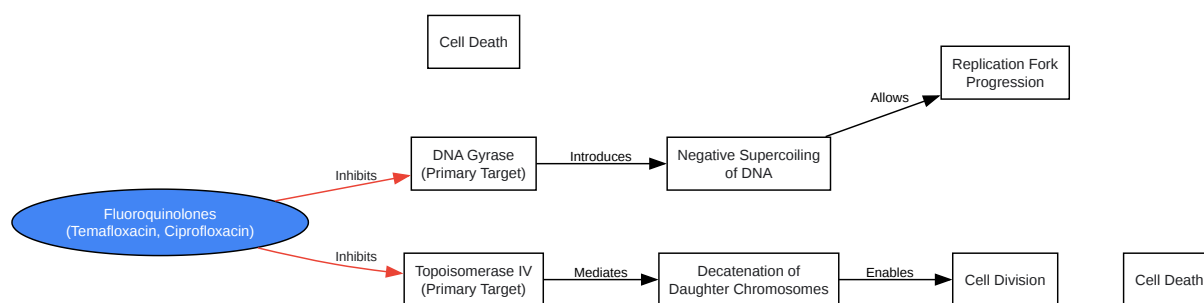 Cell Death
Replication Fork
Progression
Allows
DNA Gyrase
(Primary Target)
Introduces
Negative Supercoiling
of DNA
Inhibits
Fluoroquinolones
(Temafloxacin, Ciprofloxacin)
Inhibits
Topoisomerase IV
(Primary Target)
Mediates
Decatenation of
Daughter Chromosomes
Enables
Cell Division
Cell Death